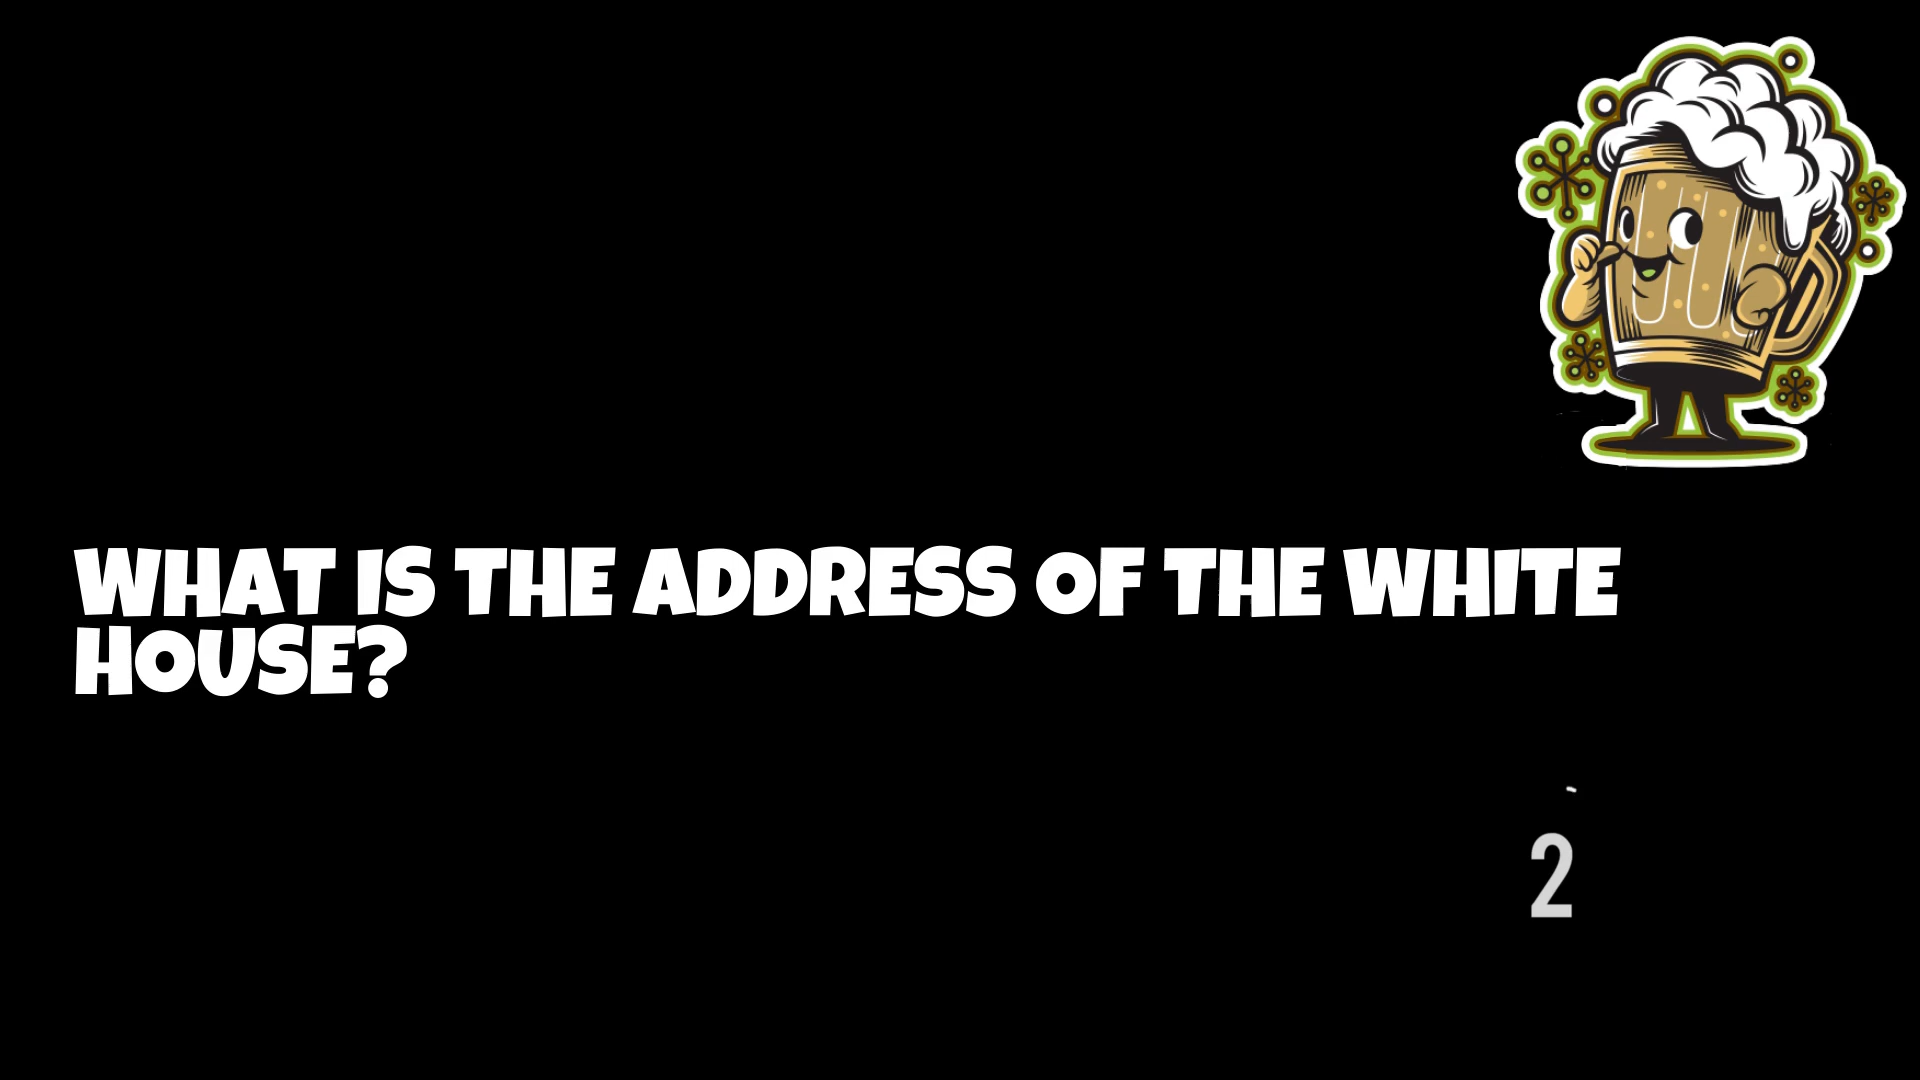 WHAT IS THE ADDRESS OF THE WHITE
HOUSE?
2